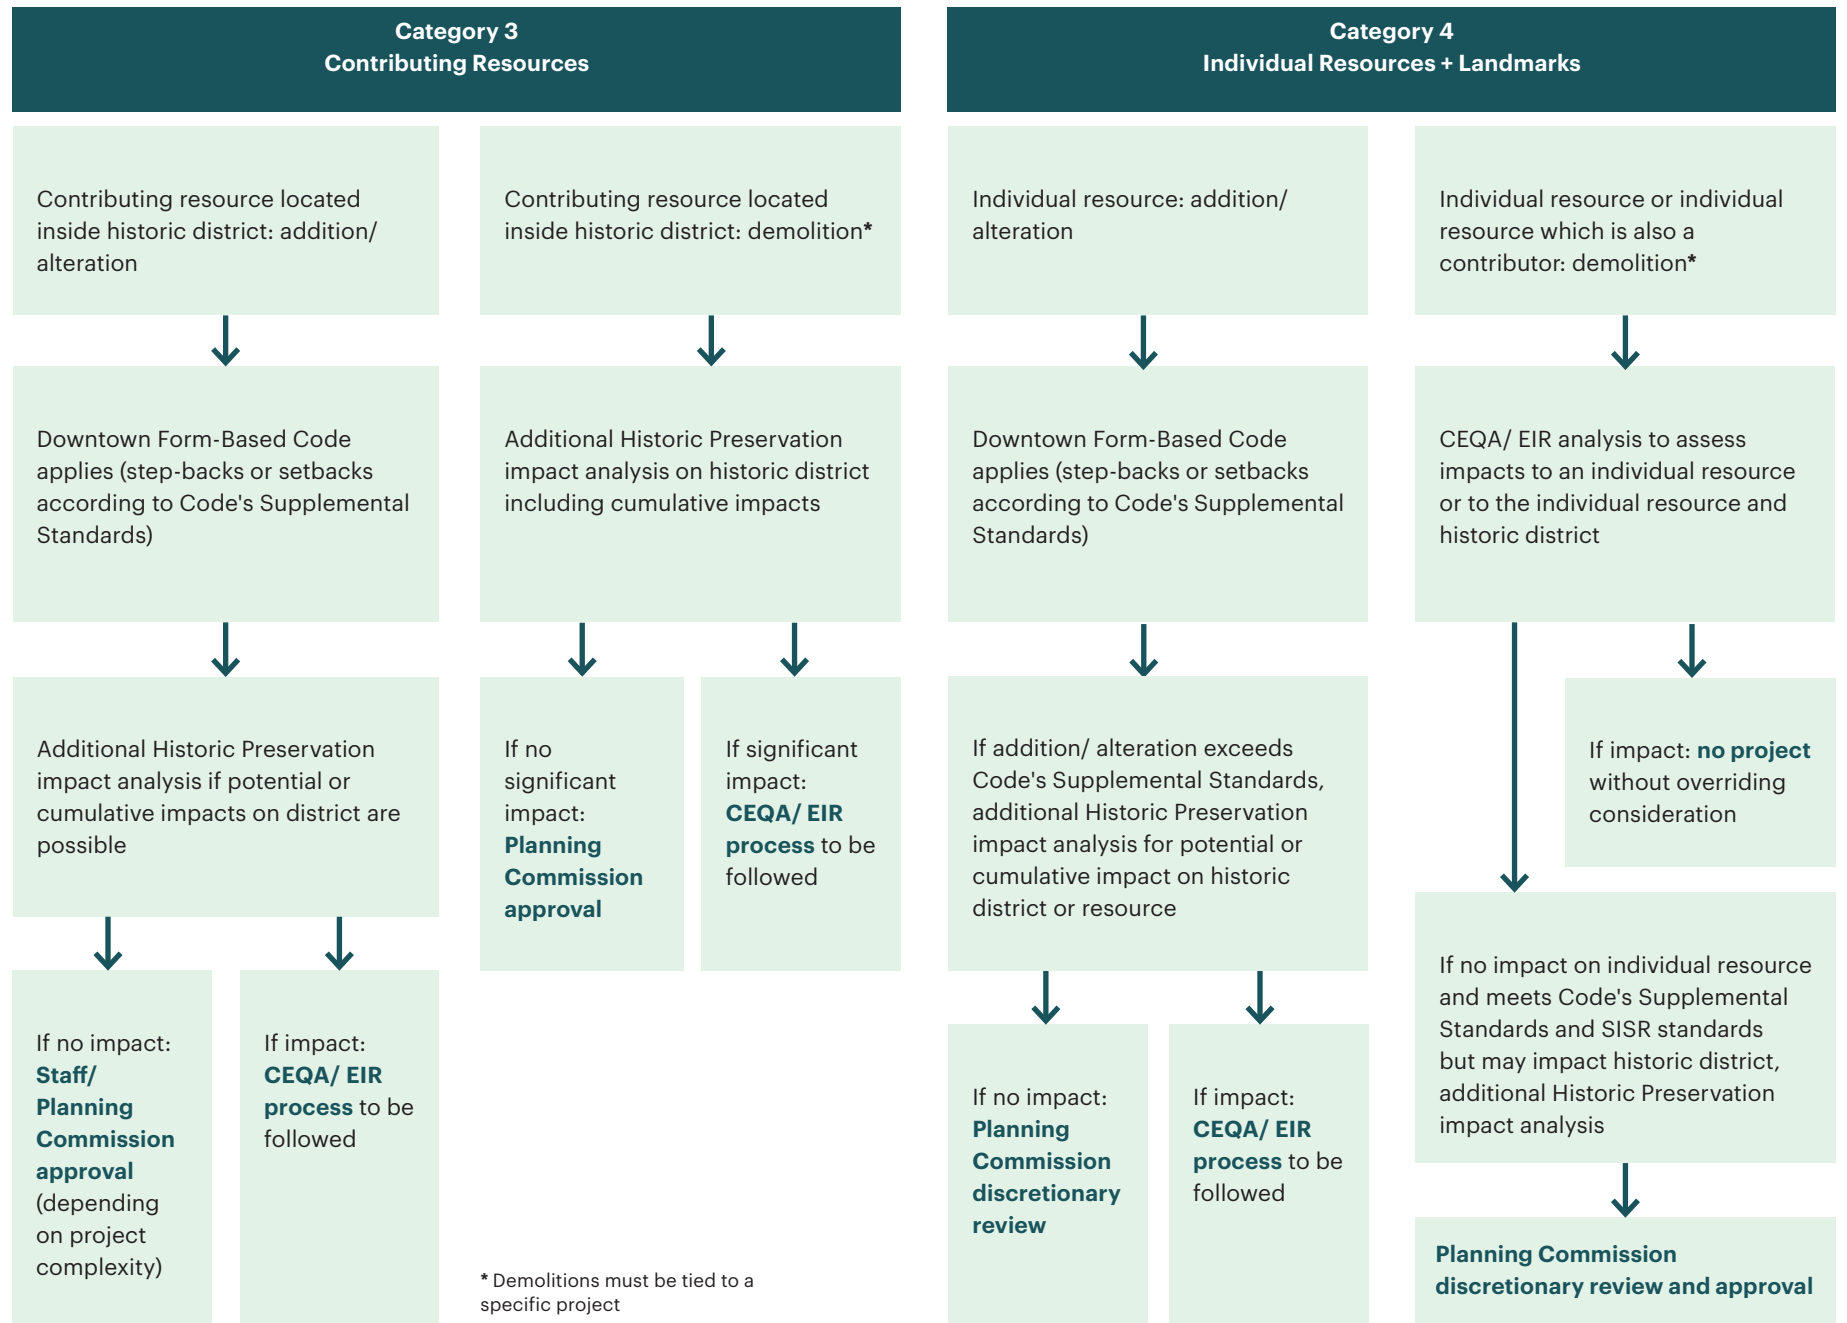 Category 3
Contributing Resources
Contributing resource located
inside historic district: addition/
alteration
Downtown Form-Based Code
applies (step-backs or setbacks
according to Code's Supplemental
Standards)
Additional Historic Preservation
impact analysis if potential or
cumulative impacts on district are
possible
If no impact:
Staff/
Planning
Commission
approval
(depending
on project
complexity)
If impact:
CEQA/ EIR
process to be
followed
Contributing resource located
inside historic district: demolition*
Additional Historic Preservation
impact analysis on historic district
including cumulative impacts
If no
significant
impact:
Planning
Commission
approval
If significant
impact:
CEQA/ EIR
process to be
followed
* Demolitions must be tied to a
specific project
Category 4
Individual Resources + Landmarks
Individual resource: addition/
alteration
Downtown Form-Based Code
applies (step-backs or setbacks
according to Code's Supplemental
Standards)
If addition/ alteration exceeds
Code's Supplemental Standards,
additional Historic Preservation
impact analysis for potential or
cumulative impact on historic
district or resource
If no impact:
Planning
Commission
discretionary
review
If impact:
CEQA/ EIR
process to be
followed
Individual resource or individual
resource which is also a
contributor: demolition*
CEQA/ EIR analysis to assess
impacts to an individual resource
or to the individual resource and
historic district
If impact: no project
without overriding
consideration
If no impact on individual resource
and meets Code's Supplemental
Standards and SISR standards
but may impact historic district,
additional Historic Preservation
impact analysis
Planning Commission
discretionary review and approval